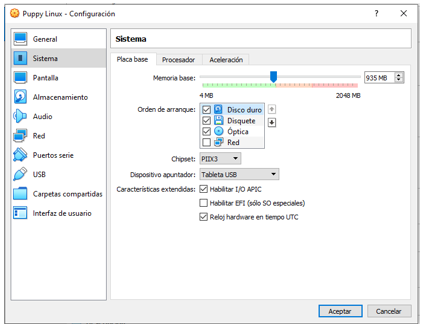 Puppy Linux - Configuración
? X
General
Sistema
Pantalla
Almacenamiento
Audio
Red
Puertos serie
USB
Carpetas compartidas
Interfaz de usuario
Sistema
Placa base Procesador Aceleración
Memoria base: 935 MB
4 MB 2048 MB
Orden de arranque: Disco duro
Disquete
Óptica
Red
Chipset: PIIX3
Dispositivo apuntador: Tableta USB
Características extendidas: Habilitar I/O APIC
Habilitar EFI (sólo SO especiales)
Reloj hardware en tiempo UTC
Aceptar Cancelar